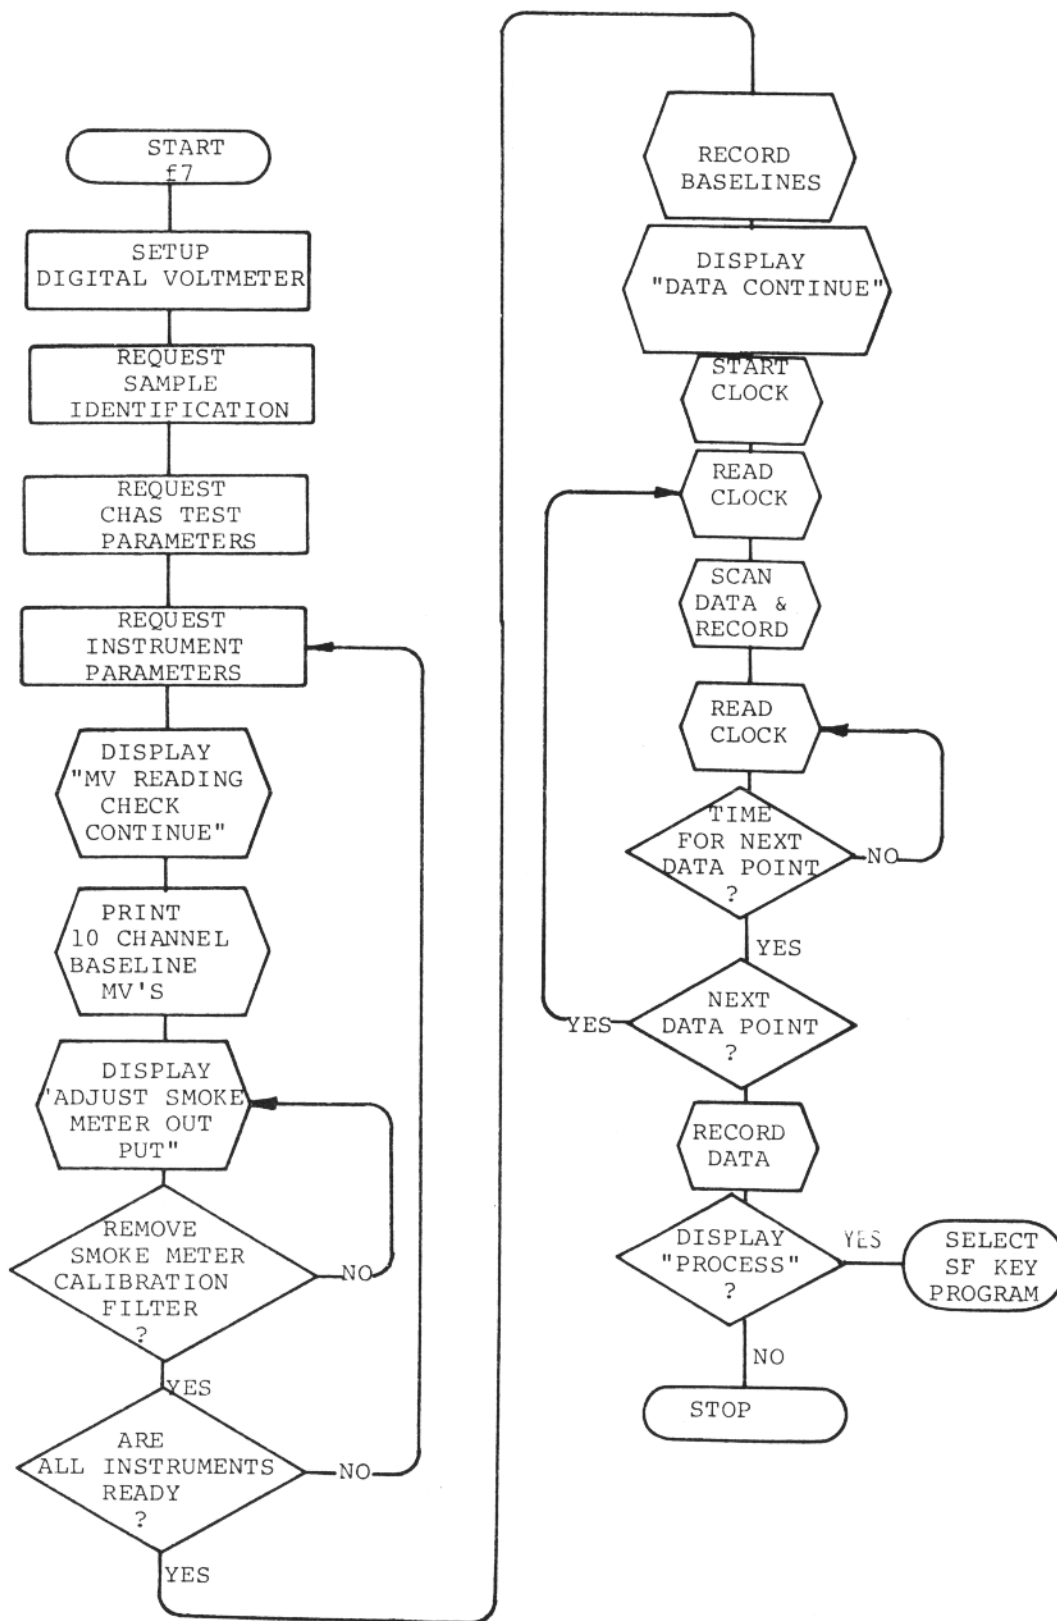 START
f7
SETUP
DIGITAL VOLTMETER
REQUEST
SAMPLE
IDENTIFICATION
REQUEST
CHAS TEST
PARAMETERS
REQUEST
INSTRUMENT
PARAMETERS
DISPLAY
"MV READING
CHECK
CONTINUE"
PRINT
10 CHANNEL
BASELINE
MV'S
DISPLAY
'ADJUST SMOKE
METER OUT
PUT"
REMOVE
SMOKE METER
CALIBRATION
FILTER
?
NO
YES
ARE
ALL INSTRUMENTS
READY
?
NO
YES
RECORD
BASELINES
DISPLAY
"DATA CONTINUE"
START
CLOCK
READ
CLOCK
SCAN
DATA &
RECORD
READ
CLOCK
TIME
FOR NEXT
DATA POINT
?
NO
YES
NEXT
DATA POINT
?
YES
RECORD
DATA
DISPLAY
"PROCESS"
?
YES
SELECT
SF KEY
PROGRAM
NO
STOP